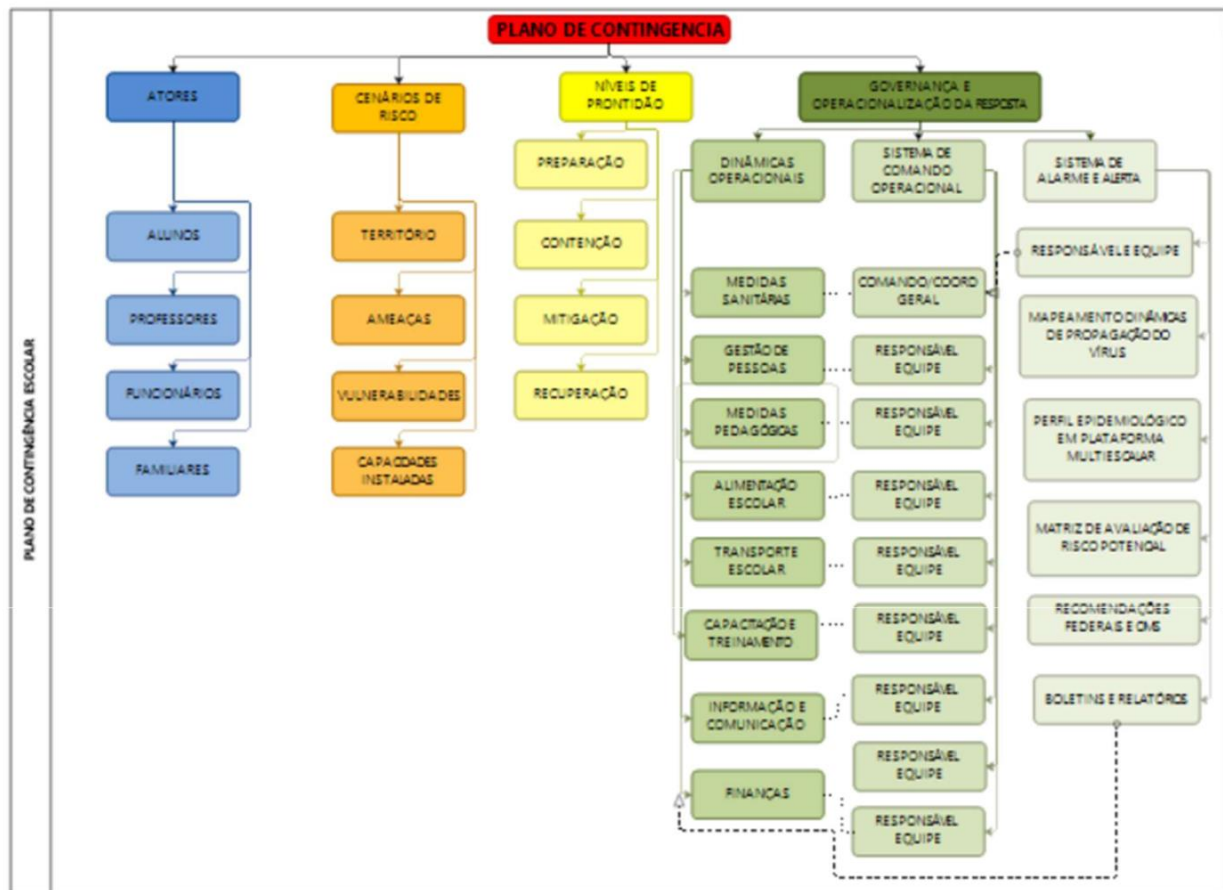 PLANO DE CONTINGÊNCIA ESCOLAR
PLANO DE CONTINGENCIA
ATORES
ALUNOS
PROFESSORES
FUNCIONÁRIOS
FAMILIARES
CENÁRIOS DE
RISCO
TERRITÓRIO
AMEAÇAS
VULNERABILIDADES
CAPACIDADES
INSTALADAS
NÍVEIS DE
PRONTIDÃO
PREPARAÇÃO
CONTENÇÃO
MITIGAÇÃO
RECUPERAÇÃO
GOVERNANÇA E
OPERACIONALIZAÇÃO DA RESPOSTA
DINÂMICAS
OPERACIONAIS
MEDIDAS
SANITÁRAS
GESTÃO DE
PESSOAS
MEDIDAS
PEDAGÓGICAS
ALIMENTAÇÃO
ESCOLAR
TRANSPORTE
ESCOLAR
CAPACITAÇÃO E
TREINAMENTO
INFORMAÇÃO E
COMUNICAÇÃO
FINANÇAS
SISTEMA DE
COMANDO
OPERACIONAL
COMANDO/COORD
GERAL
RESPONSÁVEL
EQUIPE
RESPONSÁVEL
EQUIPE
RESPONSÁVEL
EQUIPE
RESPONSÁVEL
EQUIPE
RESPONSÁVEL
EQUIPE
RESPONSÁVEL
EQUIPE
RESPONSÁVEL
EQUIPE
RESPONSÁVEL
EQUIPE
SISTEMA DE
ALARME E ALERTA
RESPONSÁVEL E EQUIPE
MAPEAMENTO DINÂMICAS
DE PROPAGAÇÃO DO
VÍRUS
PERFIL EPIDEMIOLÓGICO
EM PLATAFORMA
MULTIESCALAR
MATRIZ DE AVALIAÇÃO DE
RISCO POTENCIAL
RECOMENDAÇÕES
FEDERAIS E OMS
BOLETINS E RELATÓRIOS